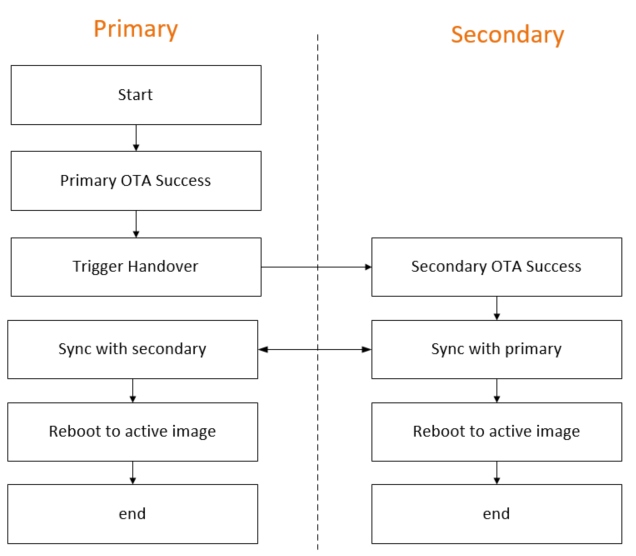 Primary
Secondary
Start
Primary OTA Success
Trigger Handover
Secondary OTA Success
Sync with secondary
Sync with primary
Reboot to active image
Reboot to active image
end
end